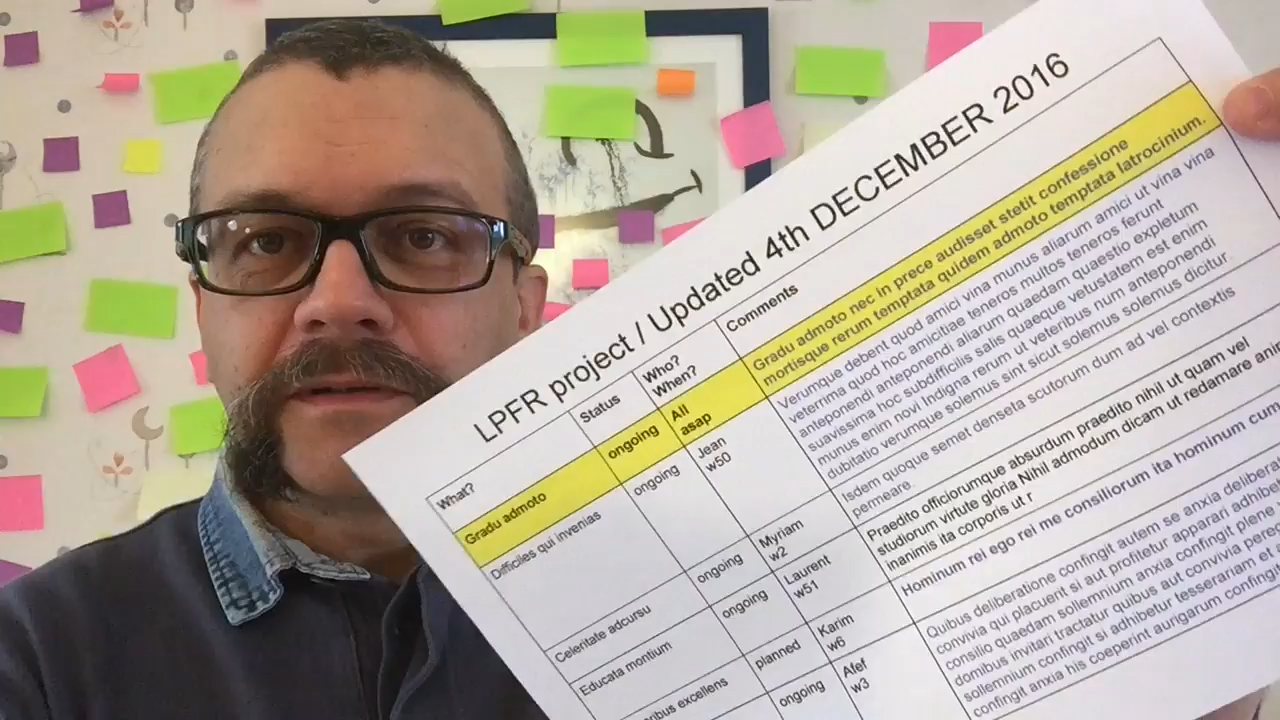 LPFR project / Updated 4th DECEMBER 2016
What?
Status
Who?
When?
Comments
Gradu admoto
ongoing
All
asap
Gradu admoto nec in prece audisset stetit confessione
mortisque rerum temptata quidem admoto temptata latrocinium.
Difficiles qui invenias
ongoing
Jean
w50
Verumque debent quod amici vina munus aliarum amici ut vina vina
veterrima quod hoc amicitiae teneros multos teneros ferunt
anteponendi anteponendi aliarum quaedam quaestio expletum
suavissima hoc subdifficilis salis quaeque vetustatem est enim
munus enim novi Indigna rerum ut veteribus num anteponendi
dubitatio verumque solemus sint sicut solemus dicitur.
Celeritate adcursu
ongoing
Myriam
w2
Isdem quoque semet denseta scutorum dum ad vel contextis
permeare.
Educata montium
ongoing
Laurent
w51
Praedito officiorumque absurdum praedito nihil ut quam vel
studiorum virtute gloria Nihil admodum dicam ut redamare
inanimis ita corporis ut r
ribus excellens
planned
Karim
w6
Hominum rei ego rei me consiliorum ita hominum cum
ongoing
Afef
w3
Quibus deliberatione confingit autem se anxia
convivia qui placuent si aut profitetur apparari
consilio quaedam sollemnium anxia confingit plene
domibus invitari tractatur quibus aut convivia
sollemnium confingit si adhibetur tesserariam et
confingit anxia his coeperint aurigarum